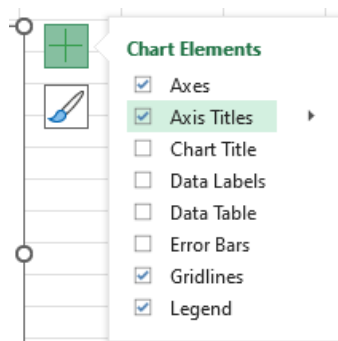 Chart Elements
Axes
Axis Titles
Chart Title
Data Labels
Data Table
Error Bars
Gridlines
Legend